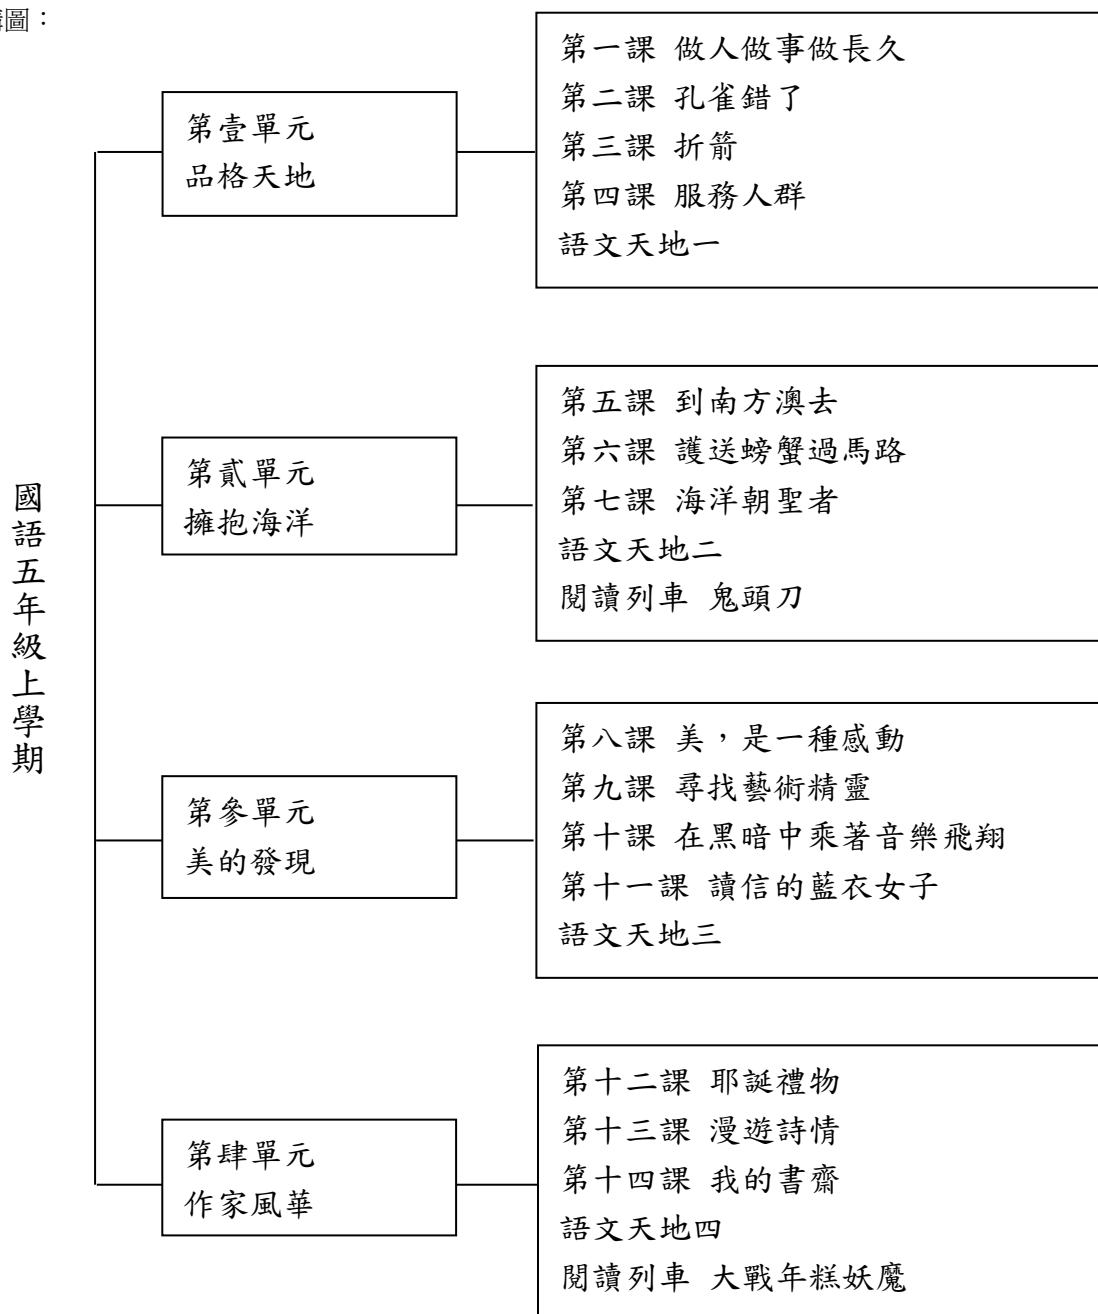 構圖：
國語五年級上學期
第壹單元
品格天地
第一課 做人做事做長久
第二課 孔雀錯了
第三課 折箭
第四課 服務人群
語文天地一
第貳單元
擁抱海洋
第五課 到南方澳去
第六課 護送螃蟹過馬路
第七課 海洋朝聖者
語文天地二
閱讀列車 鬼頭刀
第參單元
美的發現
第八課 美，是一種感動
第九課 尋找藝術精靈
第十課 在黑暗中乘著音樂飛翔
第十一課 讀信的藍衣女子
語文天地三
第肆單元
作家風華
第十二課 耶誕禮物
第十三課 漫遊詩情
第十四課 我的書齋
語文天地四
閱讀列車 大戰年糕妖魔